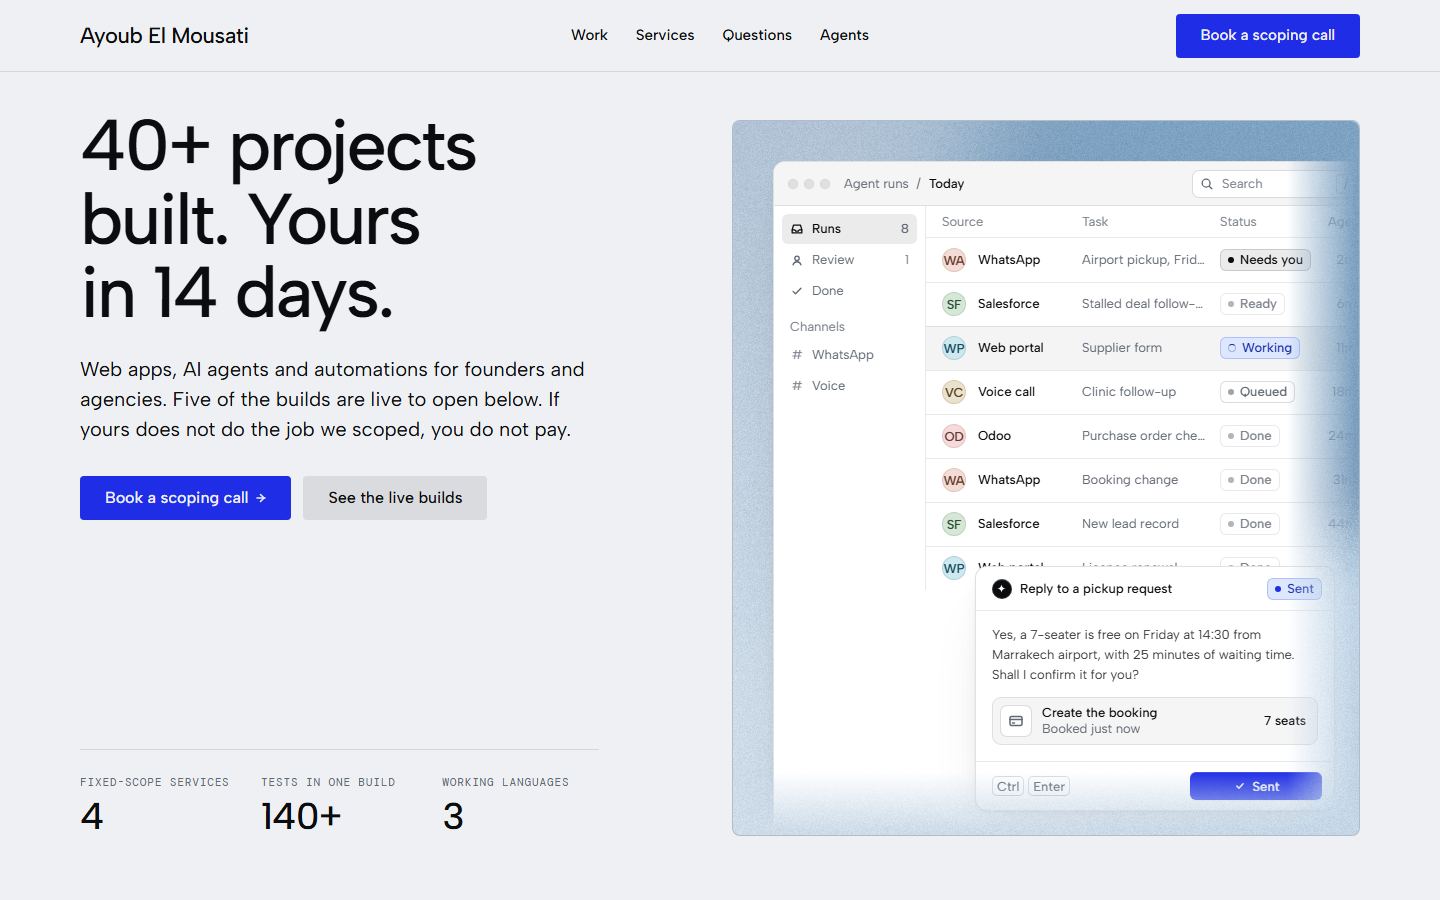 Ayoub El Mousati
Work Services Questions Agents
Book a scoping call
40+ projects
built. Yours
in 14 days.
Web apps, AI agents and automations for founders and
agencies. Five of the builds are live to open below. If
yours does not do the job we scoped, you do not pay.
Book a scoping call →
See the live builds
FIXED-SCOPE SERVICES
4
TESTS IN ONE BUILD
140+
WORKING LANGUAGES
3
Agent runs / Today
Search
Runs 8
Review 1
Done
Channels
# WhatsApp
# Voice
Source Task Status
WA WhatsApp Airport pickup, Frid... Needs you
SF Salesforce Stalled deal follow-... Ready
WP Web portal Supplier form Working
VC Voice call Clinic follow-up Queued
OD Odoo Purchase order che... Done
WA WhatsApp Booking change Done
SF Salesforce New lead record Done
WP
Reply to a pickup request
Sent
Yes, a 7-seater is free on Friday at 14:30 from
Marrakech airport, with 25 minutes of waiting time.
Shall I confirm it for you?
Create the booking
Booked just now
7 seats
Ctrl Enter
Sent